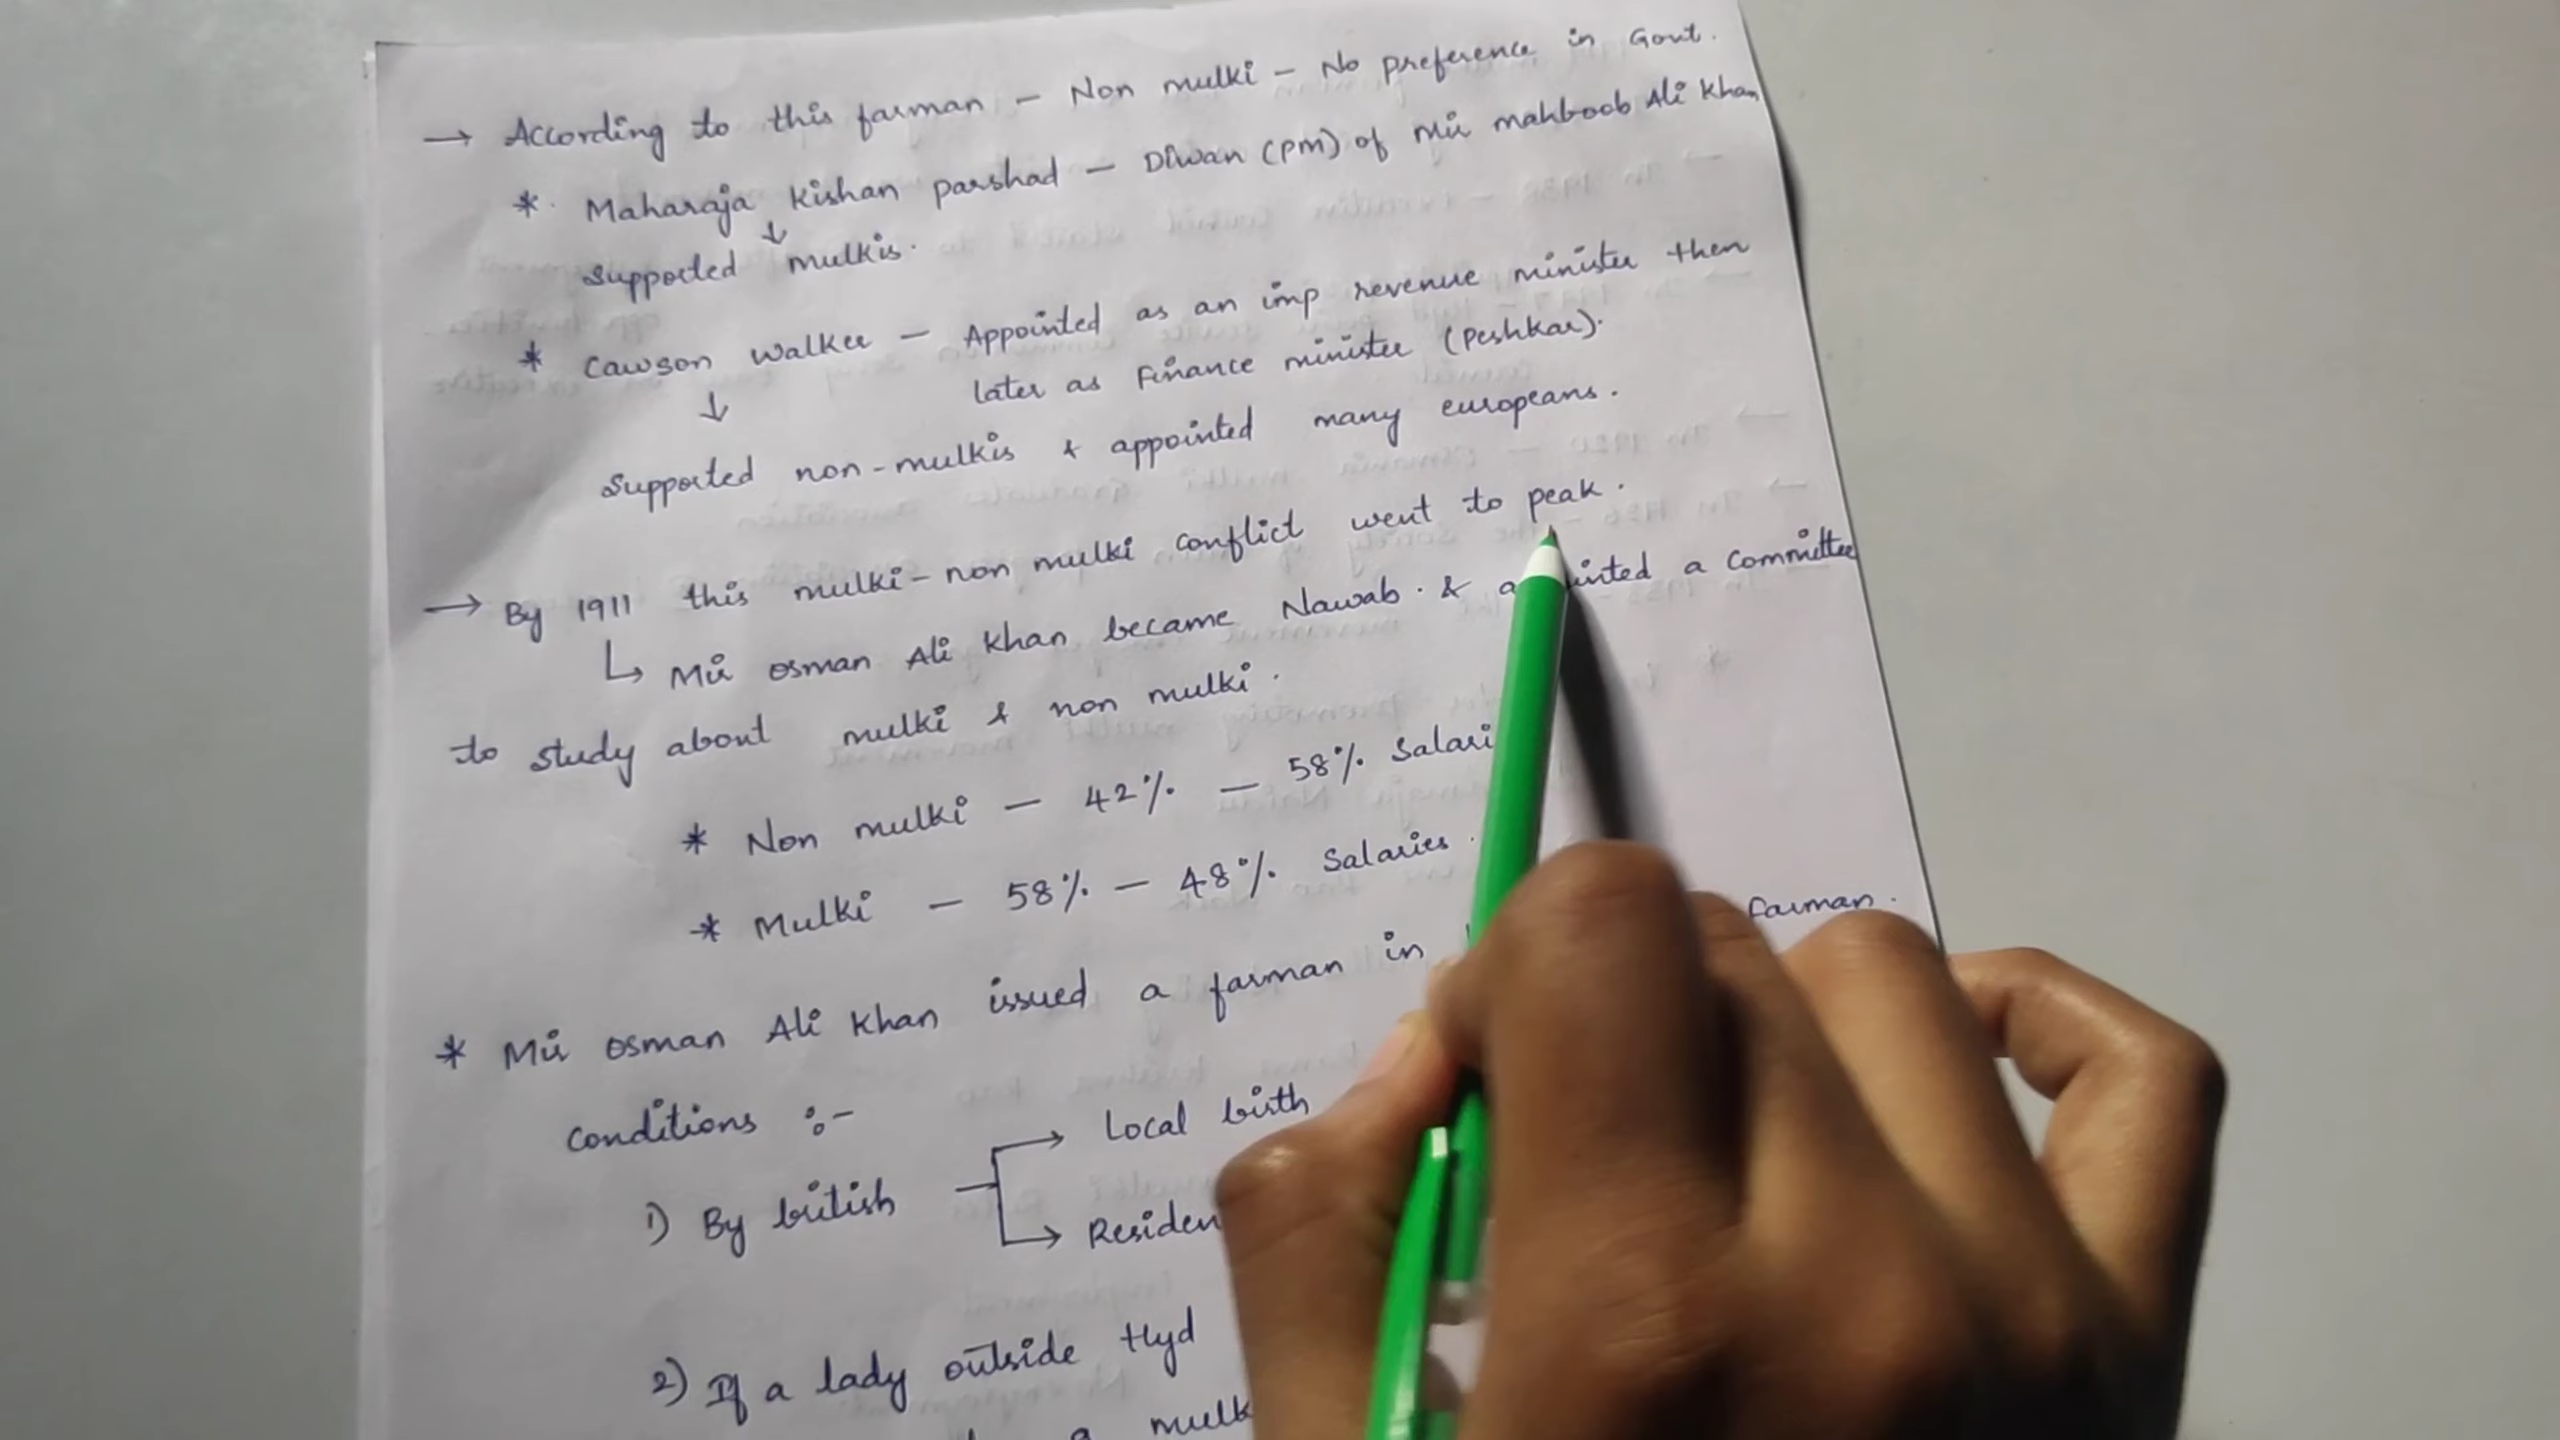 → According to this farman - Non mulki - No preference in Govt.
* Maharaja Kishan parshad - Diwan (PM) of Mir mahboob Ali Khan
↓
supported mulkis.
* Cawson walker - Appointed as an imp revenue minister then
later as Finance minister (Peshkar).
↓
Supported non-mulkis & appointed many europeans.
→ By 1911 this mulki-non mulki conflict went to peak.
↳ Mir osman Ali khan became Nawab. & a inted a committee
to study about mulki & non mulki.
* Non mulki - 42% - 58% Salari
* Mulki - 58% - 48% Salaries.
* Mir osman Ali Khan issued a farman in farman.
conditions :-
1) By british → Local birth
→ Residen
2) If a lady outside Hyd
a mulk